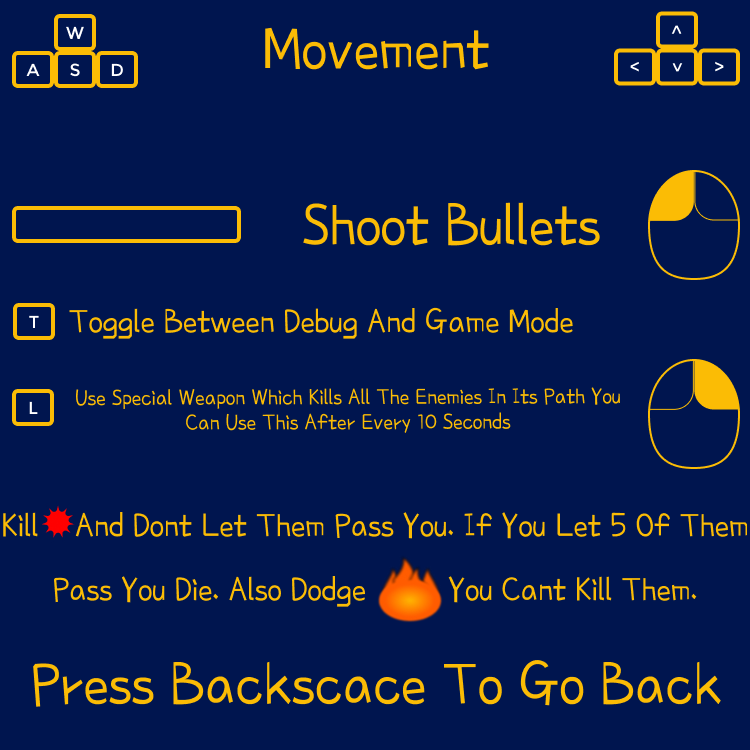 W
A S D
Movement
^
< v >
Shoot Bullets
T
Toggle Between Debug And Game Mode
L
Use Special Weapon Which Kills All The Enemies In Its Path You
Can Use This After Every 10 Seconds
Kill And Dont Let Them Pass You. If You Let 5 Of Them
Pass You Die. Also Dodge You Cant Kill Them.
Press Backscace To Go Back